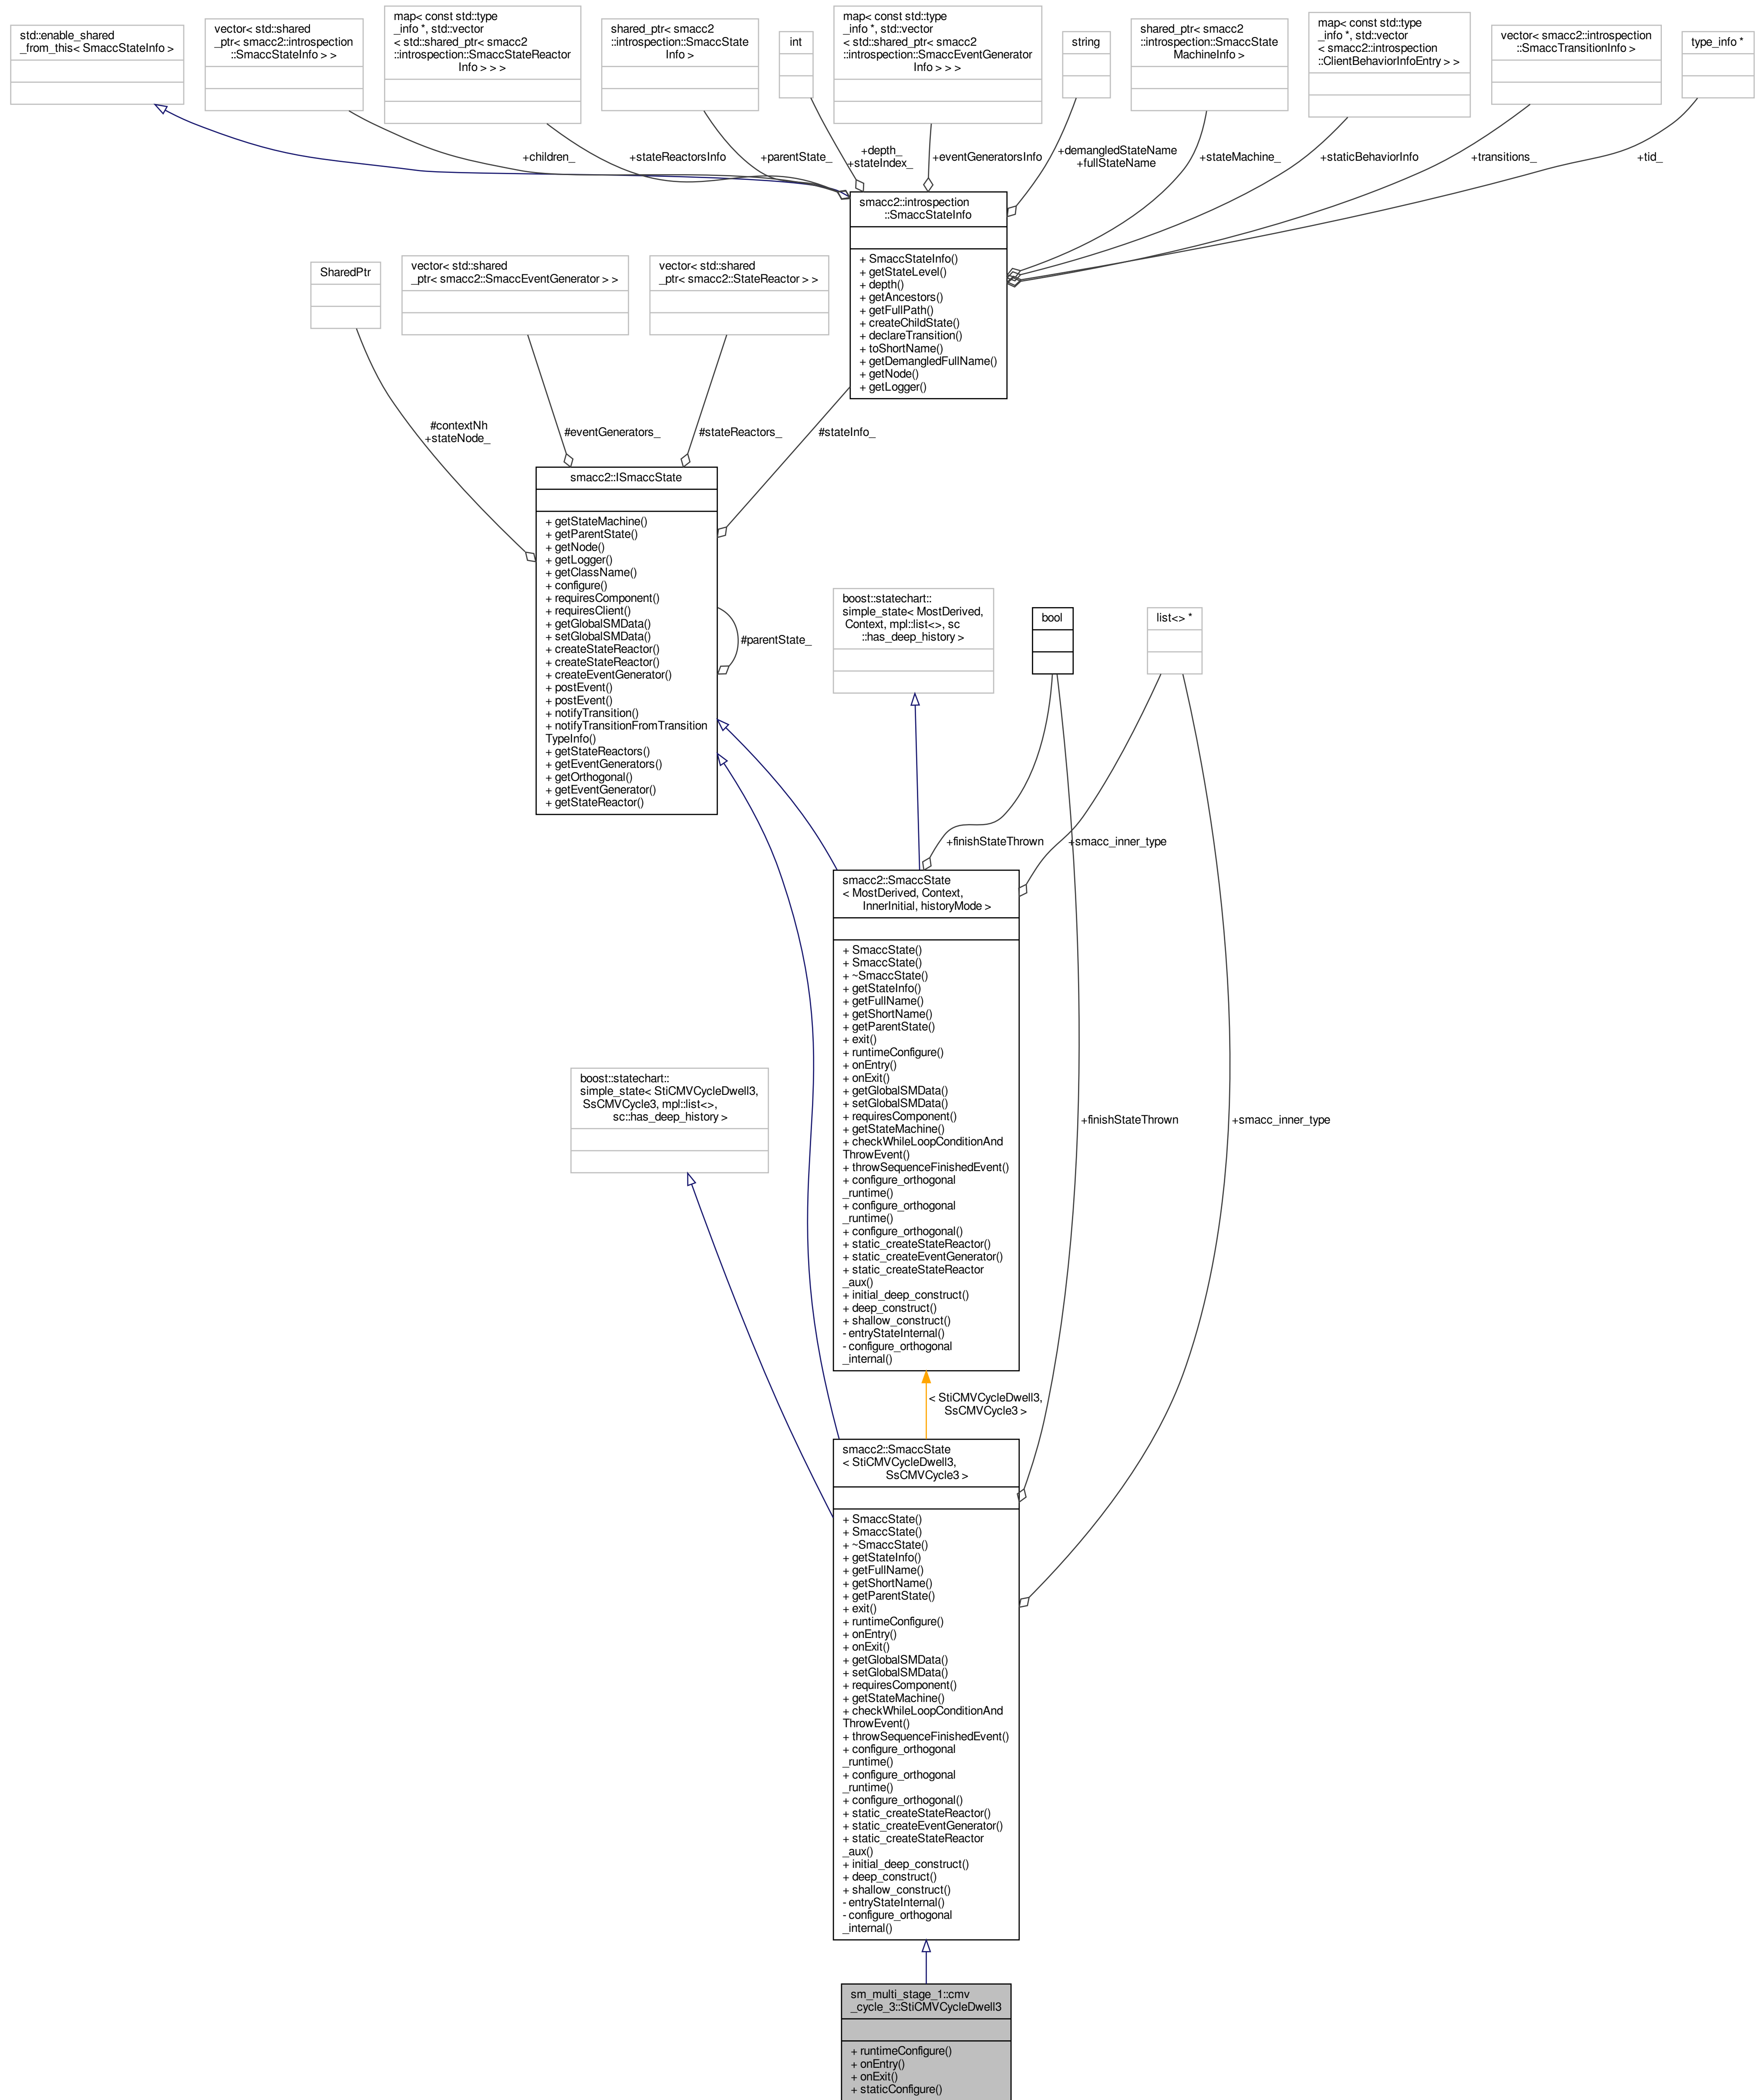 std::enable_shared
_from_this< SmaccStateInfo >
vector< std::shared
_ptr< smacc2::introspection
::SmaccStateInfo > >
map< const std::type
_info *, std::vector
< std::shared_ptr< smacc2
::introspection::SmaccStateReactor
Info > > >
shared_ptr< smacc2
::introspection::SmaccState
Info >
int
map< const std::type
_info *, std::vector
< std::shared_ptr< smacc2
::introspection::SmaccEventGenerator
Info > > >
string
shared_ptr< smacc2
::introspection::SmaccState
MachineInfo >
map< const std::type
_info *, std::vector
< smacc2::introspection
::ClientBehaviorInfoEntry > >
vector< smacc2::introspection
::SmaccTransitionInfo >
type_info *
+children_
+stateReactorsInfo
+parentState_
+depth_
+stateIndex_
+eventGeneratorsInfo
+demangledStateName
+fullStateName
+stateMachine_
+staticBehaviorInfo
+transitions_
+tid_
smacc2::introspection
::SmaccStateInfo
+ SmaccStateInfo()
+ getStateLevel()
+ depth()
+ getAncestors()
+ getFullPath()
+ createChildState()
+ declareTransition()
+ toShortName()
+ getDemangledFullName()
+ getNode()
+ getLogger()
SharedPtr
vector< std::shared
_ptr< smacc2::SmaccEventGenerator > >
vector< std::shared
_ptr< smacc2::StateReactor > >
#contextNh
+stateNode_
#eventGenerators_
#stateReactors_
#stateInfo_
smacc2::ISmaccState
+ getStateMachine()
+ getParentState()
+ getNode()
+ getLogger()
+ getClassName()
+ configure()
+ requiresComponent()
+ requiresClient()
+ getGlobalSMData()
+ setGlobalSMData()
+ createStateReactor()
+ createStateReactor()
+ createEventGenerator()
+ postEvent()
+ postEvent()
+ notifyTransition()
+ notifyTransitionFromTransition
TypeInfo()
+ getStateReactors()
+ getEventGenerators()
+ getOrthogonal()
+ getEventGenerator()
+ getStateReactor()
#parentState_
boost::statechart::
simple_state< MostDerived,
Context, mpl::list<>, sc
::has_deep_history >
bool
list<> *
+finishStateThrown
+smacc_inner_type
smacc2::SmaccState
< MostDerived, Context,
InnerInitial, historyMode >
+ SmaccState()
+ SmaccState()
+ ~SmaccState()
+ getStateInfo()
+ getFullName()
+ getShortName()
+ getParentState()
+ exit()
+ runtimeConfigure()
+ onEntry()
+ onExit()
+ getGlobalSMData()
+ setGlobalSMData()
+ requiresComponent()
+ getStateMachine()
+ checkWhileLoopConditionAnd
ThrowEvent()
+ throwSequenceFinishedEvent()
+ configure_orthogonal
_runtime()
+ configure_orthogonal
_runtime()
+ configure_orthogonal()
+ static_createStateReactor()
+ static_createEventGenerator()
+ static_createStateReactor
_aux()
+ initial_deep_construct()
+ deep_construct()
+ shallow_construct()
- entryStateInternal()
- configure_orthogonal
_internal()
boost::statechart::
simple_state< StiCMVCycleDwell3,
SsCMVCycle3, mpl::list<>,
sc::has_deep_history >
+finishStateThrown
+smacc_inner_type
< StiCMVCycleDwell3,
SsCMVCycle3 >
smacc2::SmaccState
< StiCMVCycleDwell3,
SsCMVCycle3 >
+ SmaccState()
+ SmaccState()
+ ~SmaccState()
+ getStateInfo()
+ getFullName()
+ getShortName()
+ getParentState()
+ exit()
+ runtimeConfigure()
+ onEntry()
+ onExit()
+ getGlobalSMData()
+ setGlobalSMData()
+ requiresComponent()
+ getStateMachine()
+ checkWhileLoopConditionAnd
ThrowEvent()
+ throwSequenceFinishedEvent()
+ configure_orthogonal
_runtime()
+ configure_orthogonal
_runtime()
+ configure_orthogonal()
+ static_createStateReactor()
+ static_createEventGenerator()
+ static_createStateReactor
_aux()
+ initial_deep_construct()
+ deep_construct()
+ shallow_construct()
- entryStateInternal()
- configure_orthogonal
_internal()
sm_multi_stage_1::cmv
_cycle_3::StiCMVCycleDwell3
+ runtimeConfigure()
+ onEntry()
+ onExit()
+ staticConfigure()